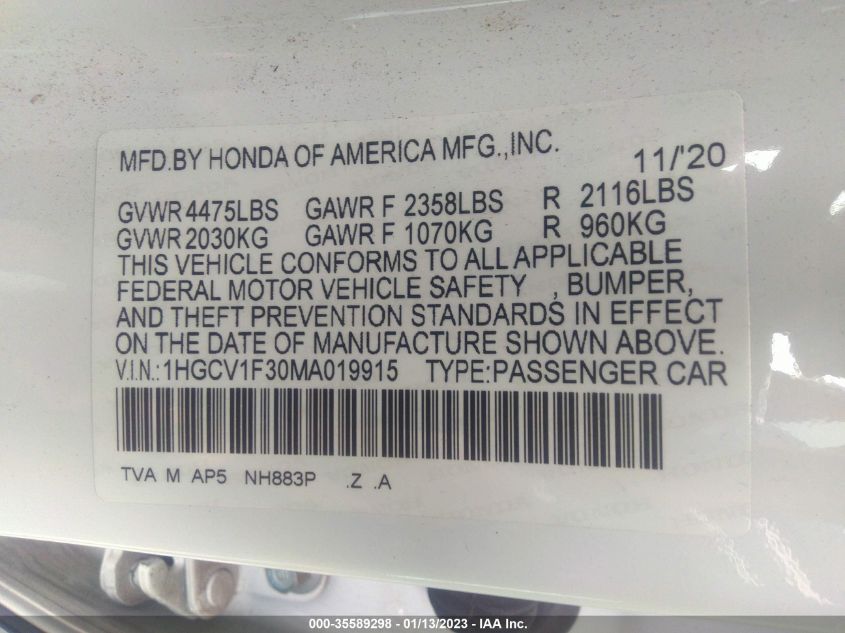 MFD.BY HONDA OF AMERICA MFG.,INC. 11/'20
GVWR 4475LBS GAWR F 2358LBS R 2116LBS
GVWR 2030KG GAWR F 1070KG R 960KG
THIS VEHICLE CONFORMS TO ALL APPLICABLE
FEDERAL MOTOR VEHICLE SAFETY , BUMPER,
AND THEFT PREVENTION STANDARDS IN EFFECT
ON THE DATE OF MANUFACTURE SHOWN ABOVE.
V.I.N.:1HGCV1F30MA019915 TYPE:PASSENGER CAR
TVA M AP5 NH883P .Z .A
000-35589298 - 01/13/2023 - © IAA Inc.